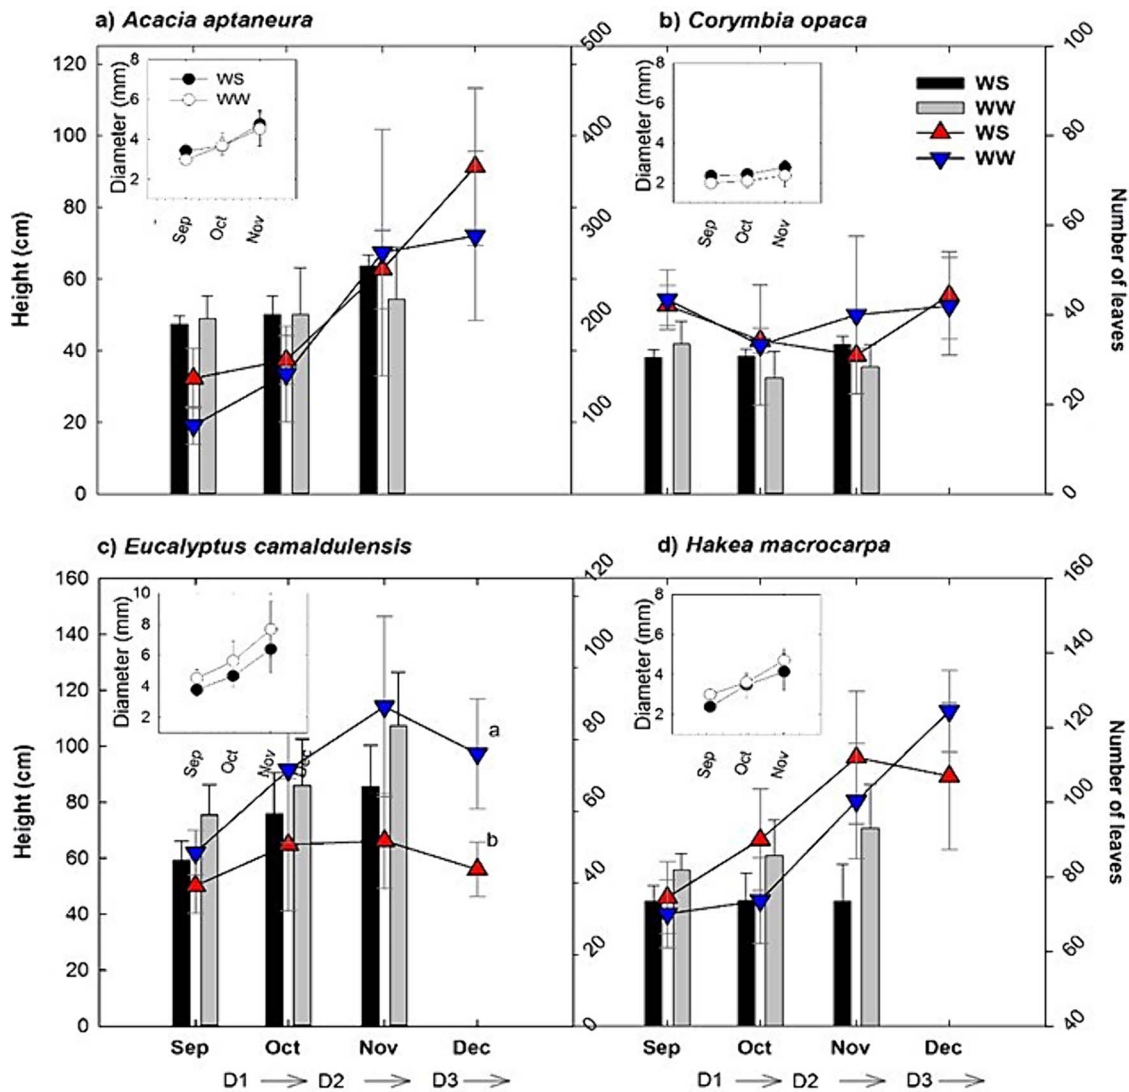 a) Acacia aptaneura
b) Corymbia opaca
Height (cm)
120
100
80
60
40
20
0
Diameter (mm)
8
6
4
2
WS
WW
Sep
Oct
Nov
500
400
300
200
100
Diameter (mm)
8
6
4
2
Sep
Oct
Nov
WS
WW
WS
WW
100
80
60
40
20
0
Number of leaves
c) Eucalyptus camaldulensis
d) Hakea macrocarpa
Height (cm)
160
140
120
100
80
60
40
20
0
Diameter (mm)
10
8
6
4
2
Sep
Oct
Nov
Dec
a
b
120
100
80
60
40
20
0
Diameter (mm)
8
6
4
2
Sep
Oct
Nov
160
140
120
100
80
60
40
Number of leaves
Sep Oct Nov Dec Sep Oct Nov Dec
D1 D2 D3 D1 D2 D3